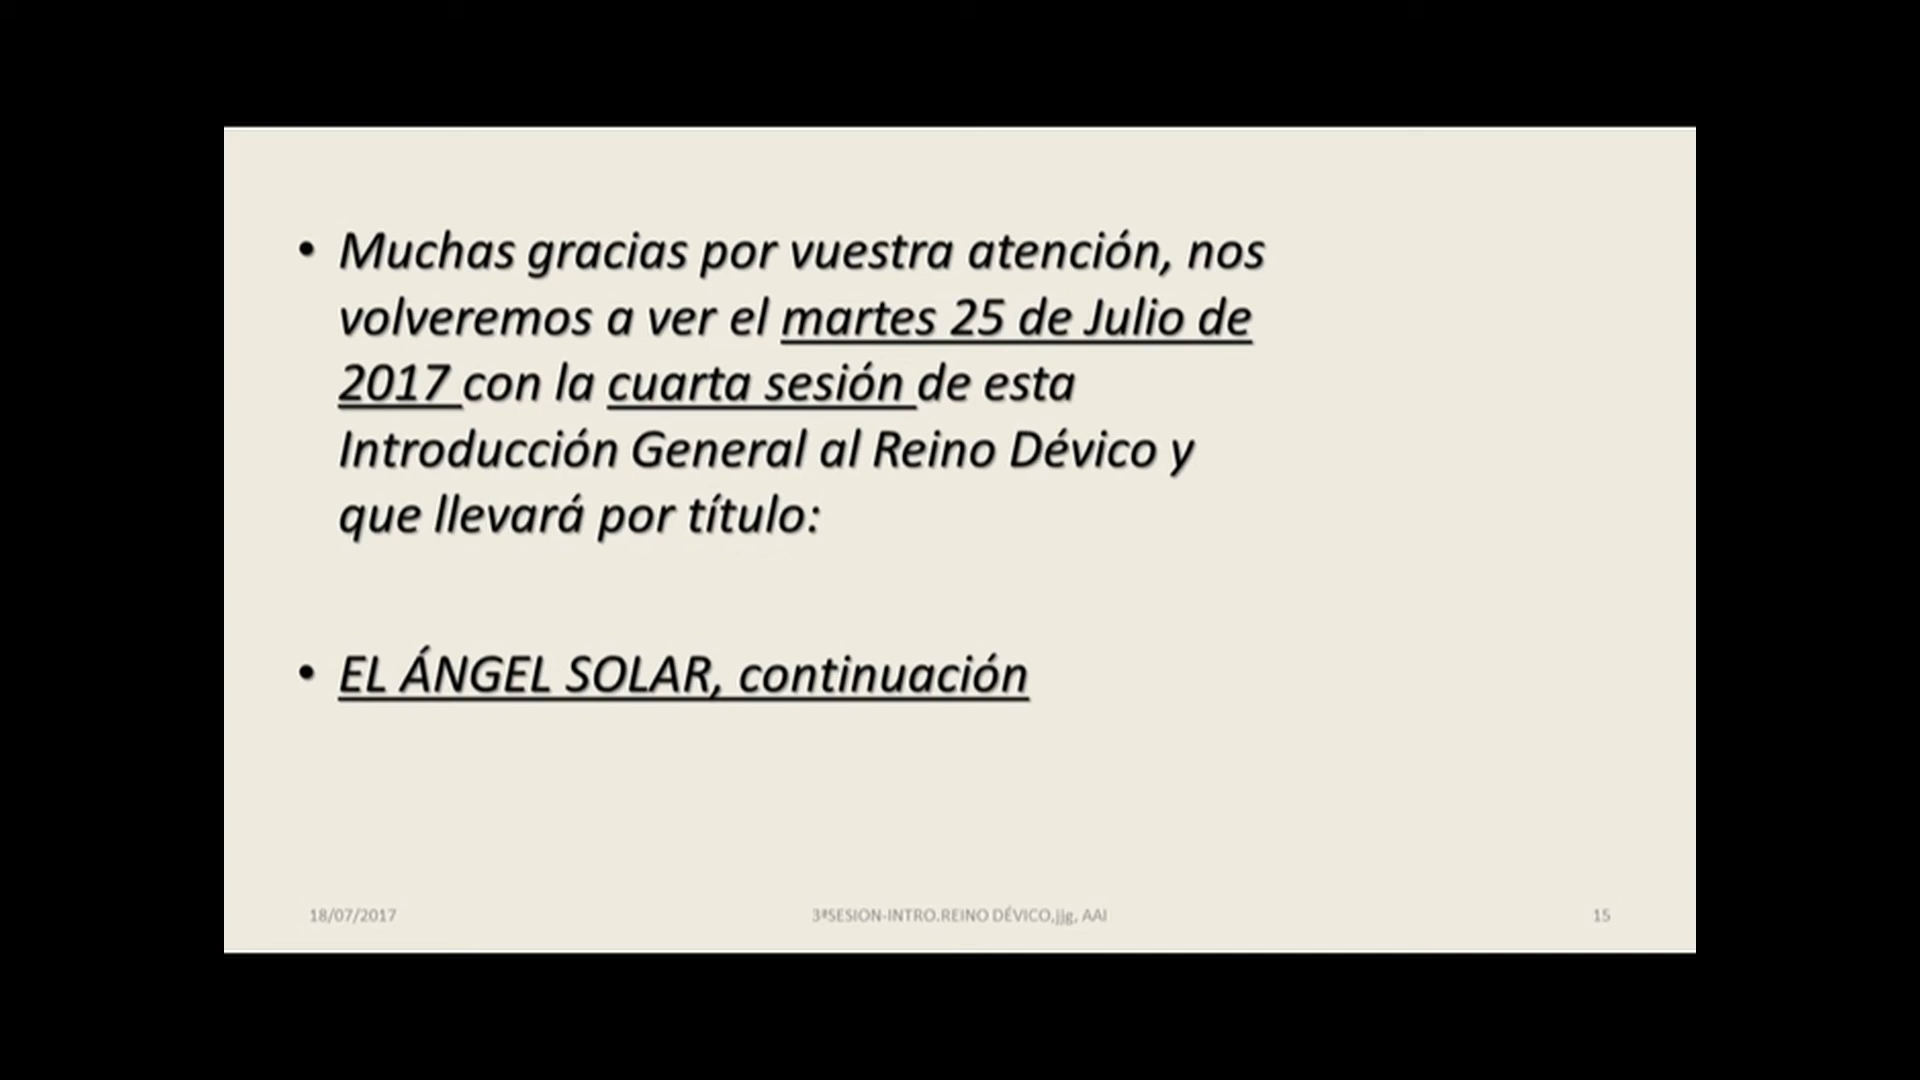 • Muchas gracias por vuestra atención, nos
volveremos a ver el martes 25 de Julio de
2017 con la cuarta sesión de esta
Introducción General al Reino Dévico y
que llevará por título:
• EL ÁNGEL SOLAR, continuación
18/07/2017
3ªSESION-INTRO.REINO DÉVICO,jjg, AAI
15